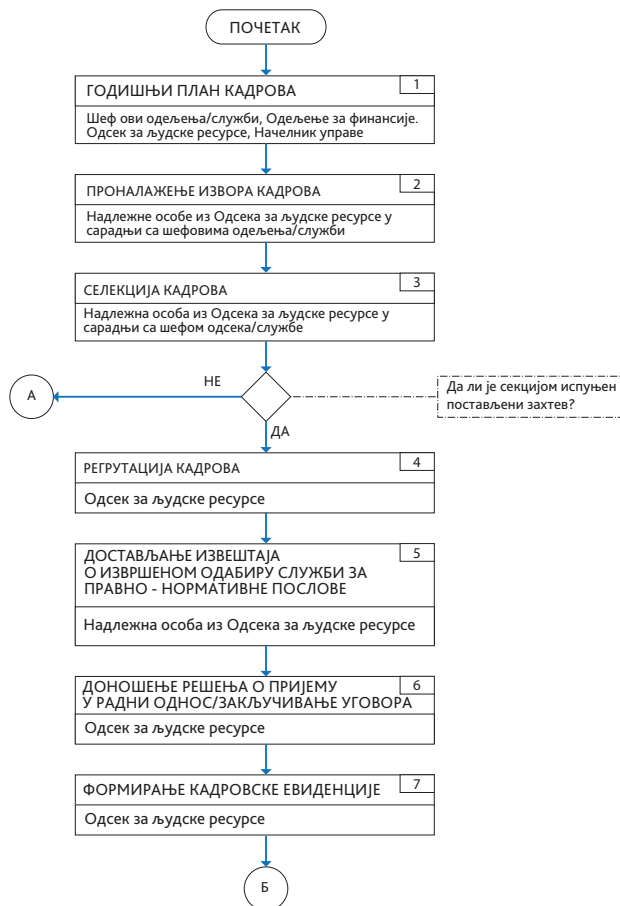 ПОЧЕТАК
1
ГОДИШЊИ ПЛАН КАДРОВА
Шеф ови одељења/службе, Одељење за финансије.
Одсек за људске ресурсе, Начелник управе
2
ПРОНАЛАЖЕЊЕ ИЗВОРА КАДРОВА
Надлежне особе из Одсека за људске ресурсе у
сарадњи са шефовима одељења/служби
3
СЕЛЕКЦИЈА КАДРОВА
Надлежна особа из Одсека за људске ресурсе у
сарадњи са шефом одсека/службе
НЕ
А
Да ли је секцијом испуњен
постављени захтев?
ДА
4
РЕГРУТАЦИЈА КАДРОВА
Одсек за људске ресурсе
5
ДОСТАВЉАЊЕ ИЗВЕШТАЈА
О ИЗВРШЕНОМ ОДАБИРУ СЛУЖБИ ЗА
ПРАВНО - НОРМАТИВНЕ ПОСЛОВЕ
Надлежна особа из Одсека за људске ресурсе
6
ДОНОШЕЊЕ РЕШЕЊА О ПРИЈЕМУ
У РАДНИ ОДНОС/ЗАКЉУЧИВАЊЕ УГОВОРА
Одсек за људске ресурсе
7
ФОРМИРАЊЕ КАДРОВСКЕ ЕВИДЕНЦИЈЕ
Одсек за људске ресурсе
Б